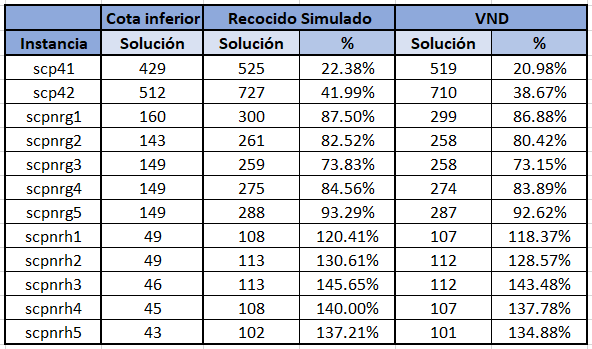 Cota inferior Recocido Simulado VND
Instancia Solución Solución % Solución %
scp41 429 525 22.38% 519 20.98%
scp42 512 727 41.99% 710 38.67%
scpnrg1 160 300 87.50% 299 86.88%
scpnrg2 143 261 82.52% 258 80.42%
scpnrg3 149 259 73.83% 258 73.15%
scpnrg4 149 275 84.56% 274 83.89%
scpnrg5 149 288 93.29% 287 92.62%
scpnrh1 49 108 120.41% 107 118.37%
scpnrh2 49 113 130.61% 112 128.57%
scpnrh3 46 113 145.65% 112 143.48%
scpnrh4 45 108 140.00% 107 137.78%
scpnrh5 43 102 137.21% 101 134.88%